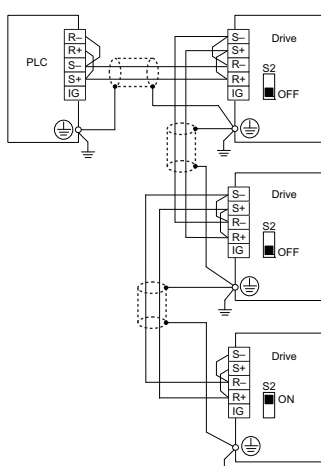 PLC
R–
R+
S–
S+
IG
S–
S+
R–
R+
IG
Drive
S2
OFF
S–
S+
R–
R+
IG
Drive
S2
OFF
S–
S+
R–
R+
IG
Drive
S2
ON